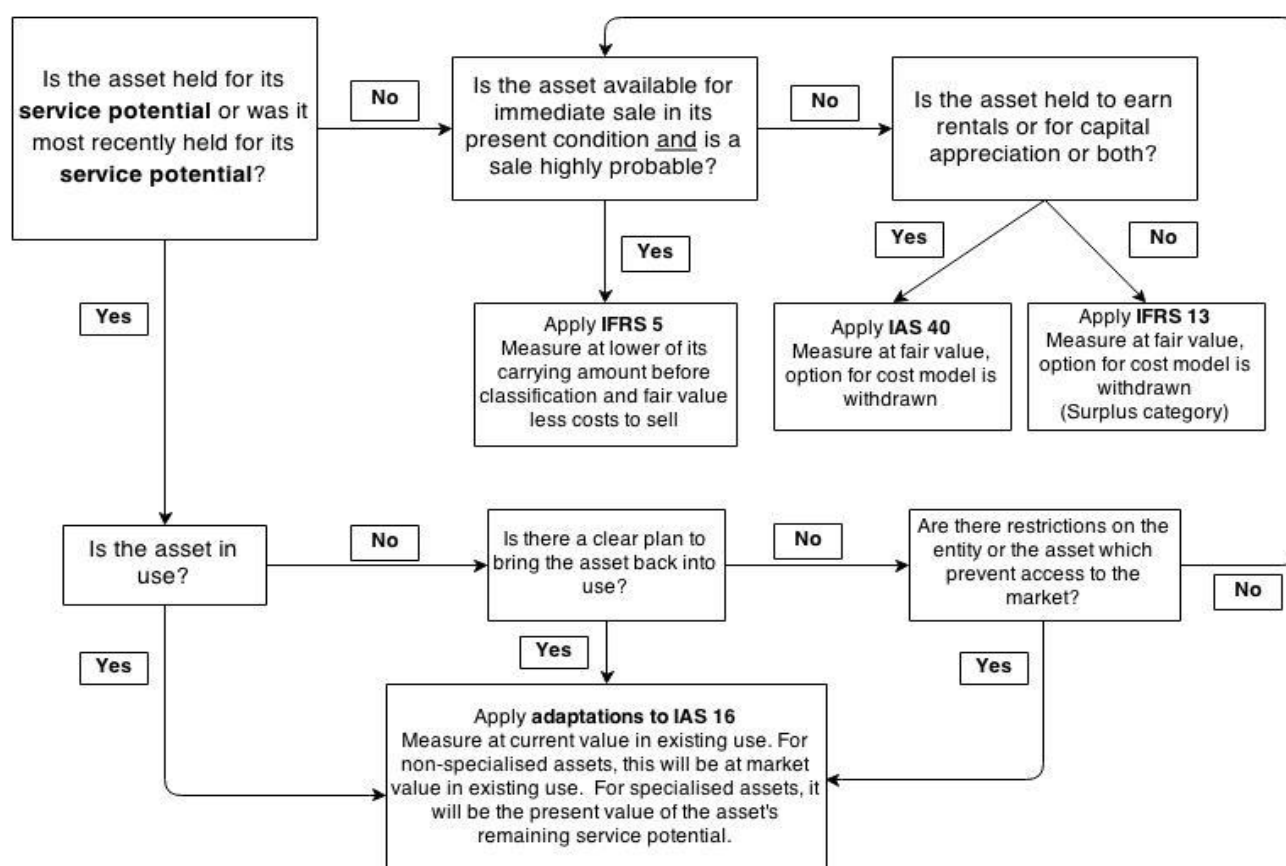 Is the asset held for its
service potential or was it
most recently held for its
service potential?
No
Is the asset available for
immediate sale in its
present condition and is a
sale highly probable?
No
Is the asset held to earn
rentals or for capital
appreciation or both?
Yes
Yes
Yes
No
Apply IFRS 5
Measure at lower of its
carrying amount before
classification and fair value
less costs to sell
Apply IAS 40
Measure at fair value,
option for cost model is
withdrawn
Apply IFRS 13
Measure at fair value,
option for cost model is
withdrawn
(Surplus category)
Is the asset in
use?
No
Is there a clear plan to
bring the asset back into
use?
No
Are there restrictions on the
entity or the asset which
prevent access to the
market?
No
Yes
Yes
Yes
Apply adaptations to IAS 16
Measure at current value in existing use. For
non-specialised assets, this will be at market
value in existing use.  For specialised assets, it
will be the present value of the asset's
remaining service potential.